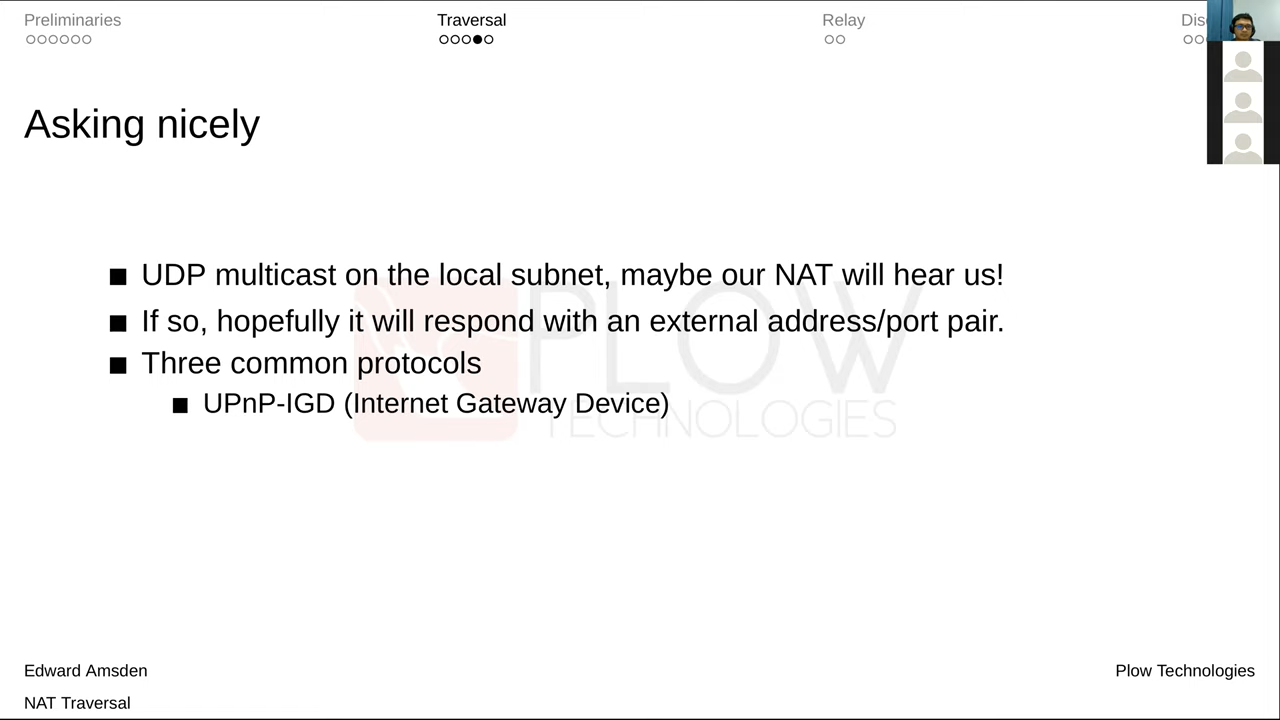 Preliminaries
Traversal
Relay
Asking nicely
UDP multicast on the local subnet, maybe our NAT will hear us!
If so, hopefully it will respond with an external address/port pair.
Three common protocols
UPnP-IGD (Internet Gateway Device)
PLOW
TECHNOLOGIES
Edward Amsden
Plow Technologies
NAT Traversal